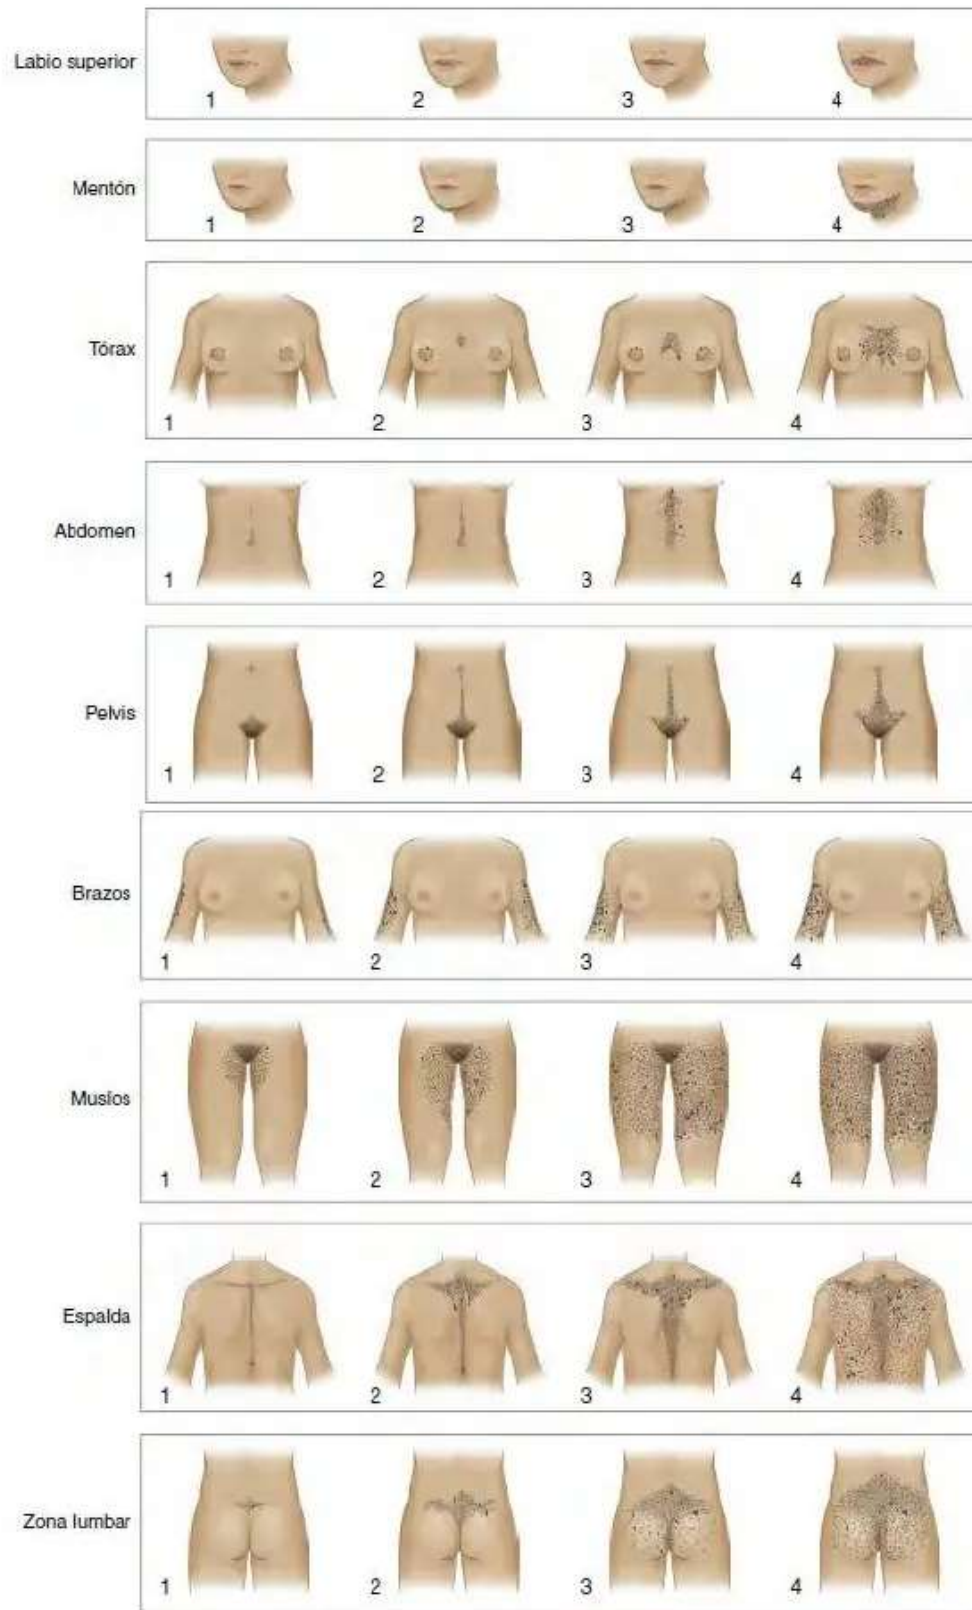 Labio superior
1 2 3 4
Mentón
1 2 3 4
Tórax
1 2 3 4
Abdomen
1 2 3 4
Pelvis
1 2 3 4
Brazos
1 2 3 4
Muslos
1 2 3 4
Espalda
1 2 3 4
Zona lumbar
1 2 3 4